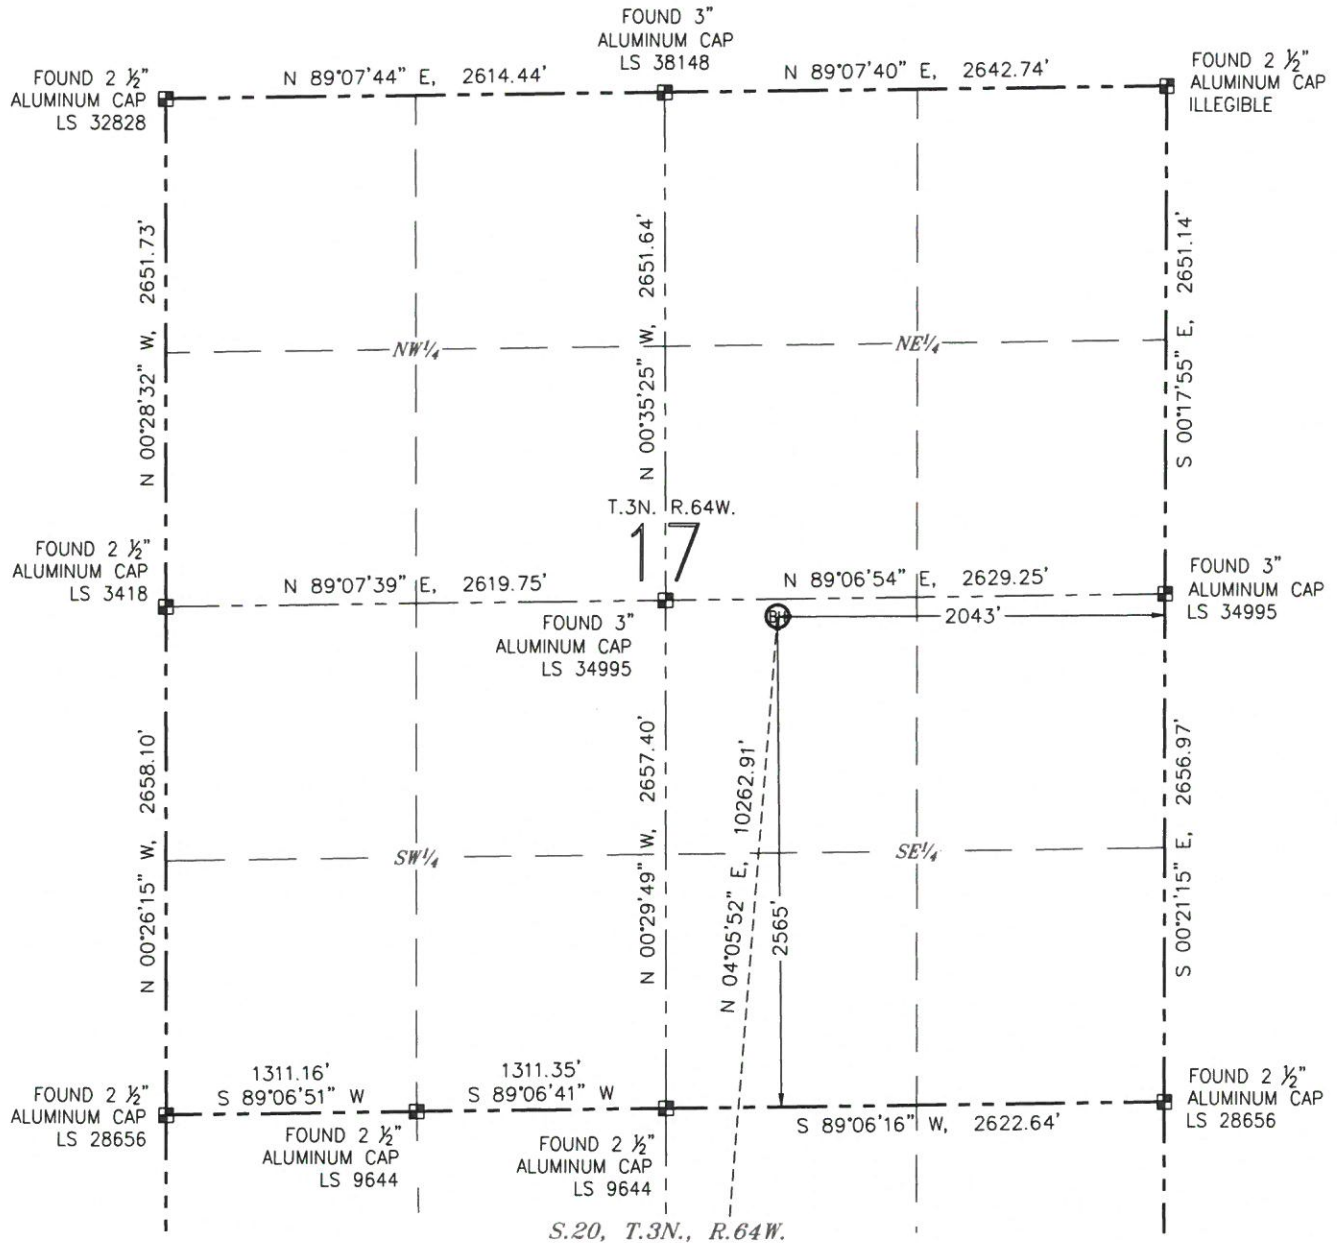 FOUND 3"
ALUMINUM CAP
LS 38148
FOUND 2 ½"
ALUMINUM CAP
LS 32828
N 89°07'44" E, 2614.44'
N 89°07'40" E, 2642.74'
FOUND 2 ½"
ALUMINUM CAP
ILLEGIBLE
N 00°28'32" W, 2651.73'
N 00°35'25" W, 2651.64'
S 00°17'55" E, 2651.14'
NW¼
NE¼
T.3N. R.64W.
17
FOUND 2 ½"
ALUMINUM CAP
LS 3418
N 89°07'39" E, 2619.75'
N 89°06'54" E, 2629.25'
FOUND 3"
ALUMINUM CAP
LS 34995
FOUND 3"
ALUMINUM CAP
LS 34995
BH
2043'
N 00°26'15" W, 2658.10'
N 00°29'49" W, 2657.40'
N 04°05'52" E, 10262.91'
2565'
S 00°21'15" E, 2656.97'
SW¼
SE¼
1311.16'
S 89°06'51" W
1311.35'
S 89°06'41" W
S 89°06'16" W, 2622.64'
FOUND 2 ½"
ALUMINUM CAP
LS 28656
FOUND 2 ½"
ALUMINUM CAP
LS 9644
FOUND 2 ½"
ALUMINUM CAP
LS 9644
FOUND 2 ½"
ALUMINUM CAP
LS 28656
S.20, T.3N., R.64W.